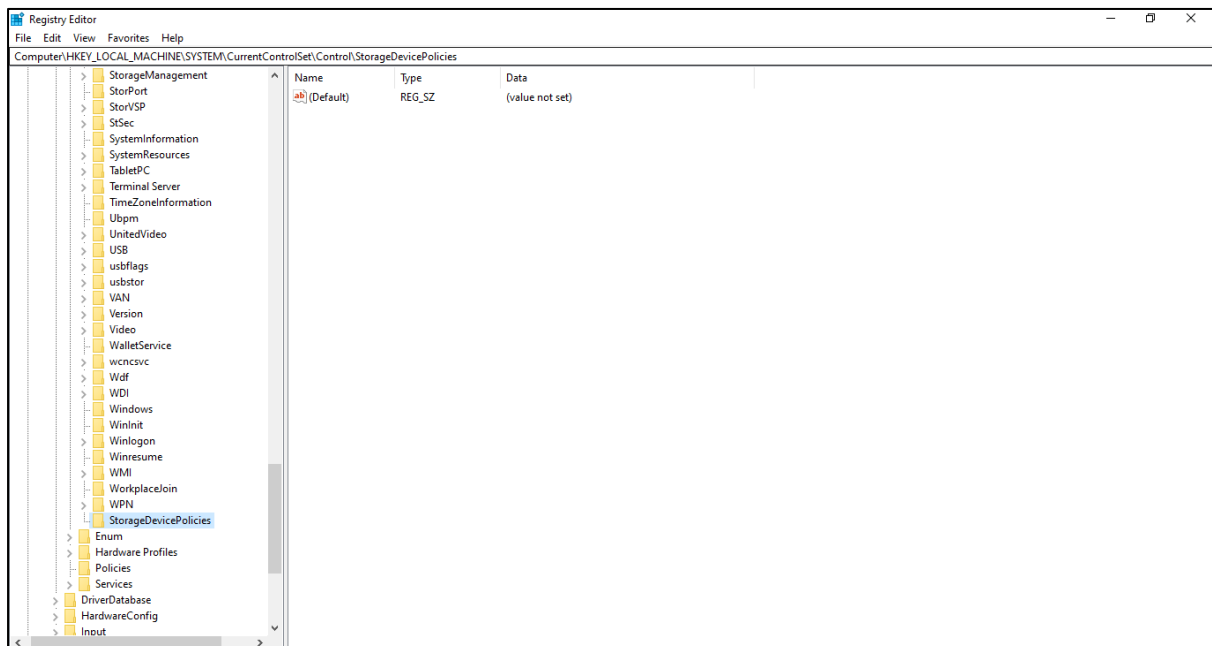 Registry Editor
File Edit View Favorites Help
Computer\HKEY_LOCAL_MACHINE\SYSTEM\CurrentControlSet\Control\StorageDevicePolicies
StorageManagement
StorPort
StorVSP
StSec
SystemInformation
SystemResources
TabletPC
Terminal Server
TimeZoneInformation
Ubpm
UnitedVideo
USB
usbflags
usbstor
VAN
Version
Video
WalletService
wcncsvc
Wdf
WDI
Windows
WinInit
Winlogon
Winresume
WMI
WorkplaceJoin
WPN
StorageDevicePolicies
Enum
Hardware Profiles
Policies
Services
DriverDatabase
HardwareConfig
Input
Name Type Data
ab (Default) REG_SZ (value not set)